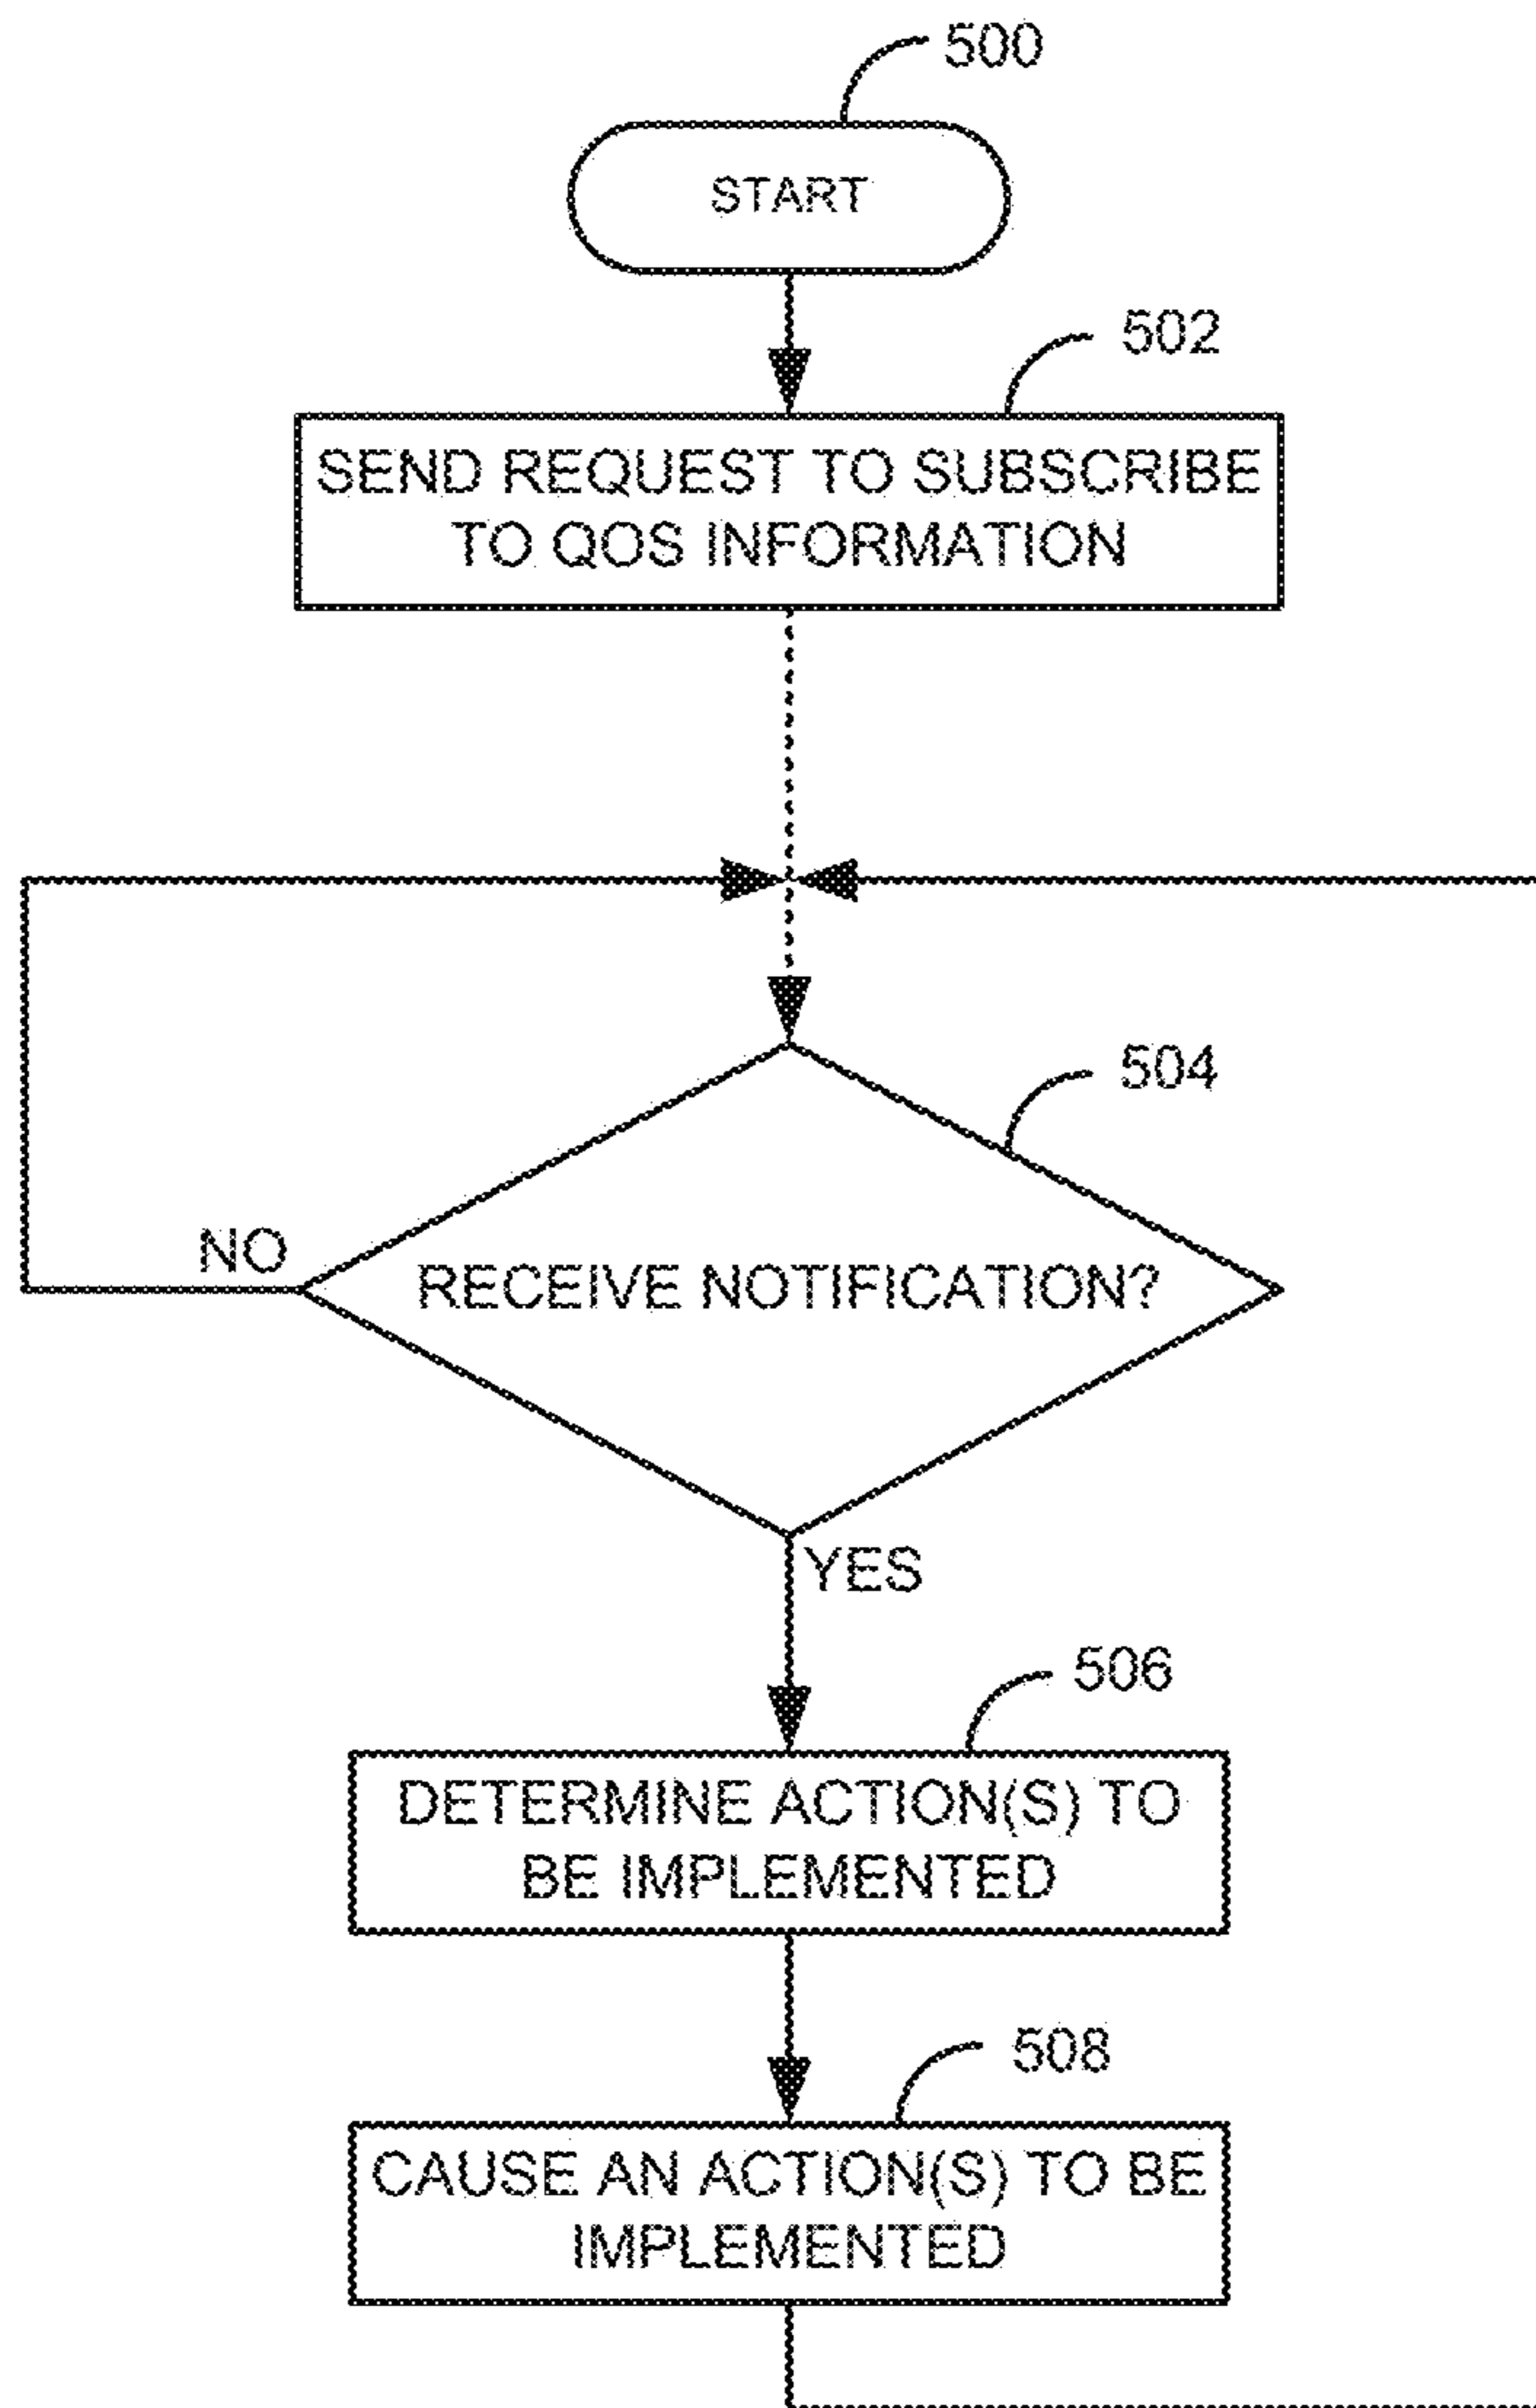 500
START
502
SEND REQUEST TO SUBSCRIBE
TO QOS INFORMATION
504
NO
RECEIVE NOTIFICATION?
YES
506
DETERMINE ACTION(S) TO
BE IMPLEMENTED
508
CAUSE AN ACTION(S) TO BE
IMPLEMENTED